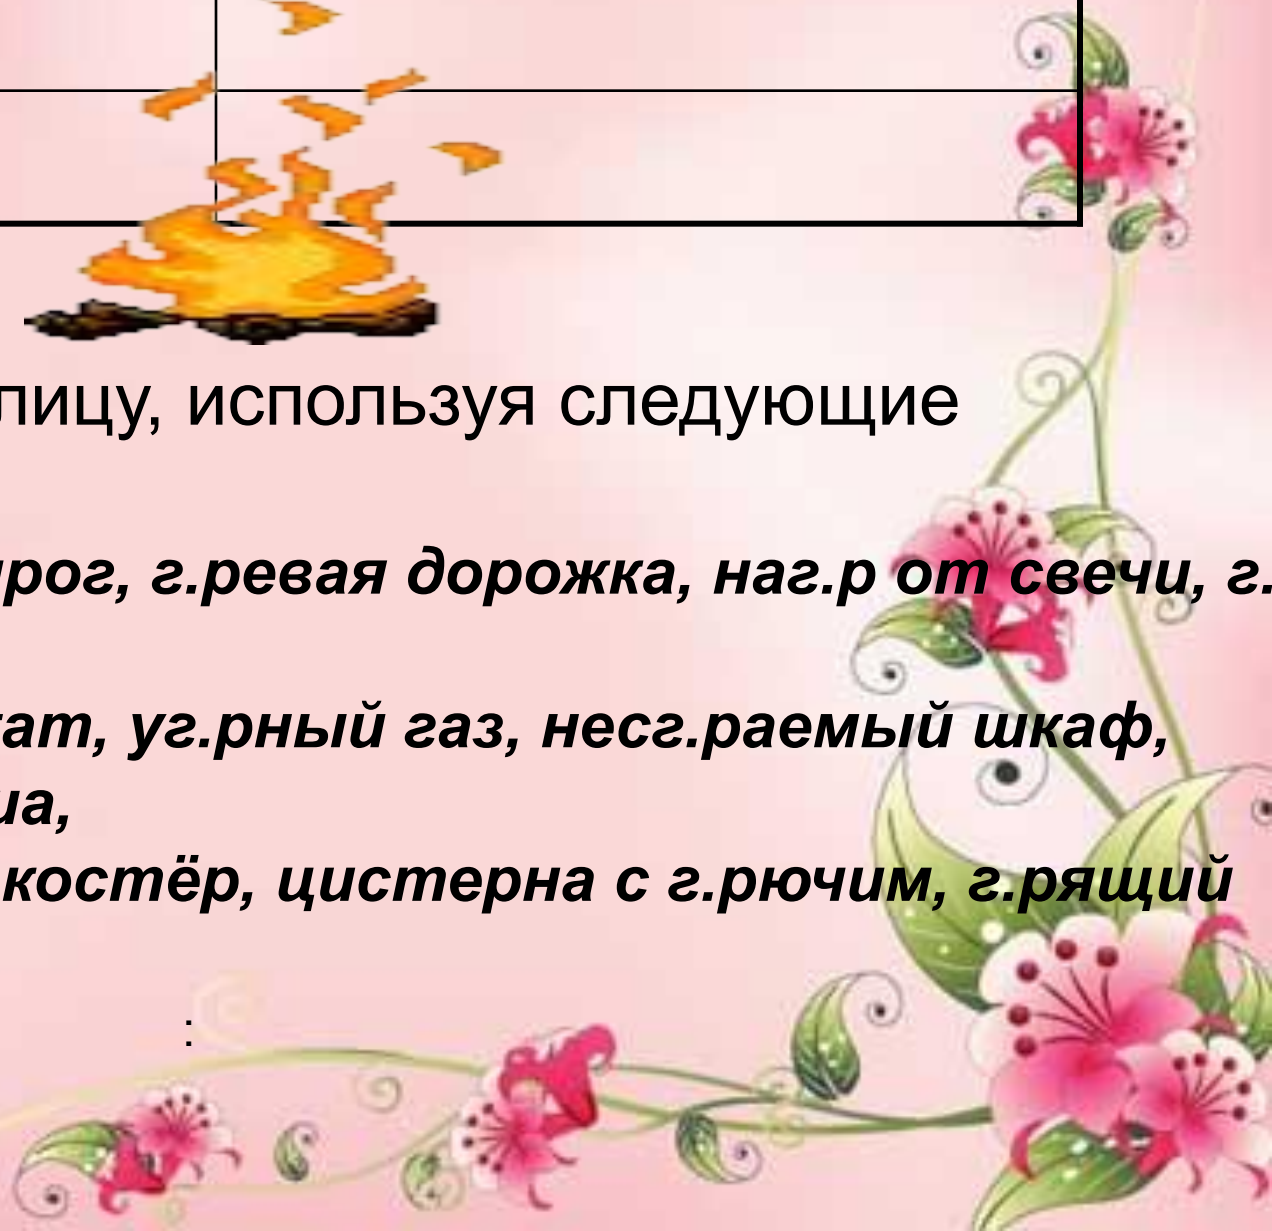 лицу, используя следующие
рог, г.ревая дорожка, наг.р от свечи, г.
ат, уг.рный газ, несг.раемый шкаф,
ша,
костёр, цистерна с г.рючим, г.рящий
: